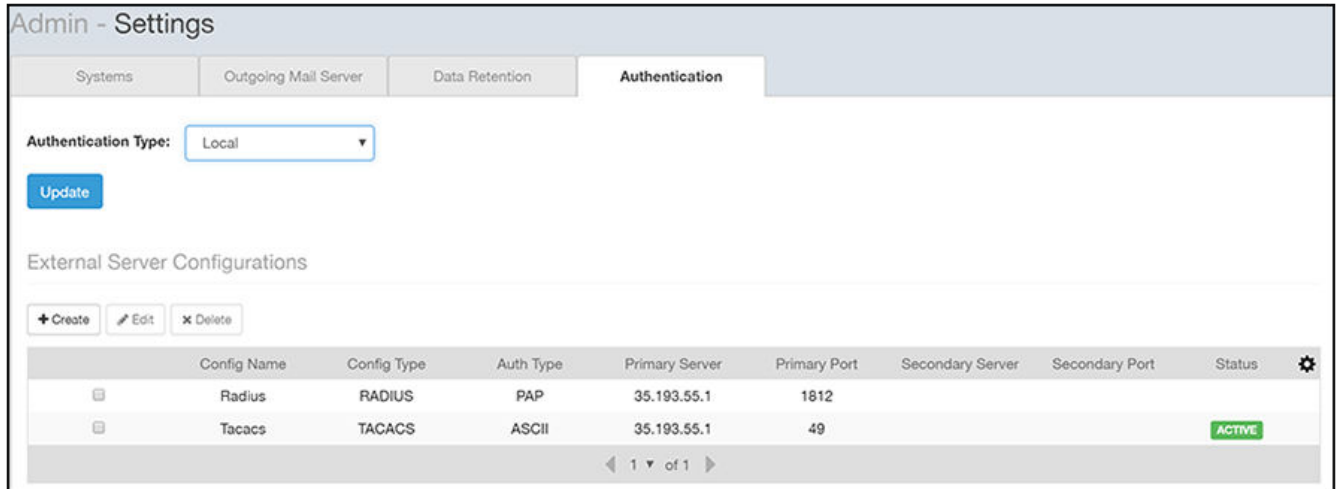 Admin - Settings
Systems Outgoing Mail Server Data Retention Authentication
Authentication Type: Local
Update
External Server Configurations
Create Edit Delete
Config Name Config Type Auth Type Primary Server Primary Port Secondary Server Secondary Port Status
Radius RADIUS PAP 35.193.55.1 1812
Tacacs TACACS ASCII 35.193.55.1 49 ACTIVE
1 of 1